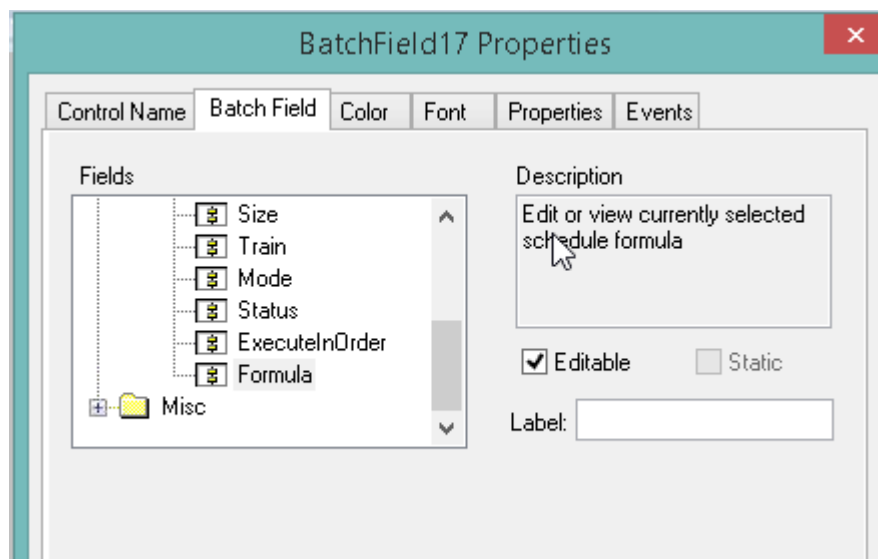 BatchField17 Properties
Control Name
Batch Field
Color
Font
Properties
Events
Fields
Size
Train
Mode
Status
ExecuteInOrder
Formula
Misc
Description
Edit or view currently selected
schedule formula
Editable
Static
Label: